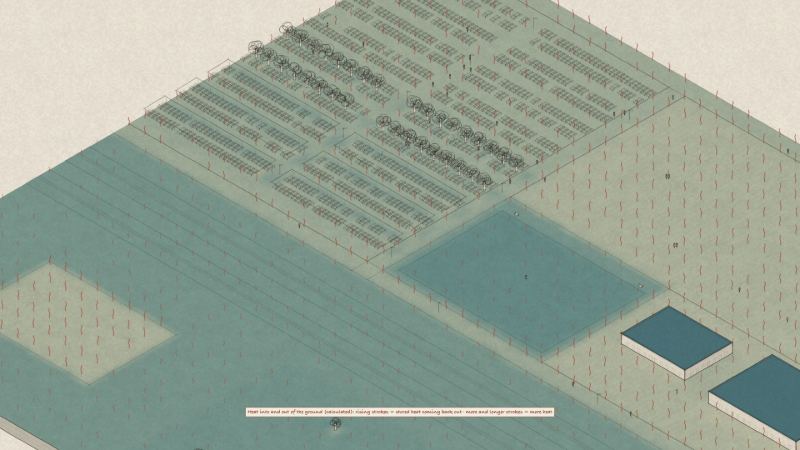 Heat into and out of the ground (calculated): rising strokes = stored heat coming back out · more and longer strokes = more heat